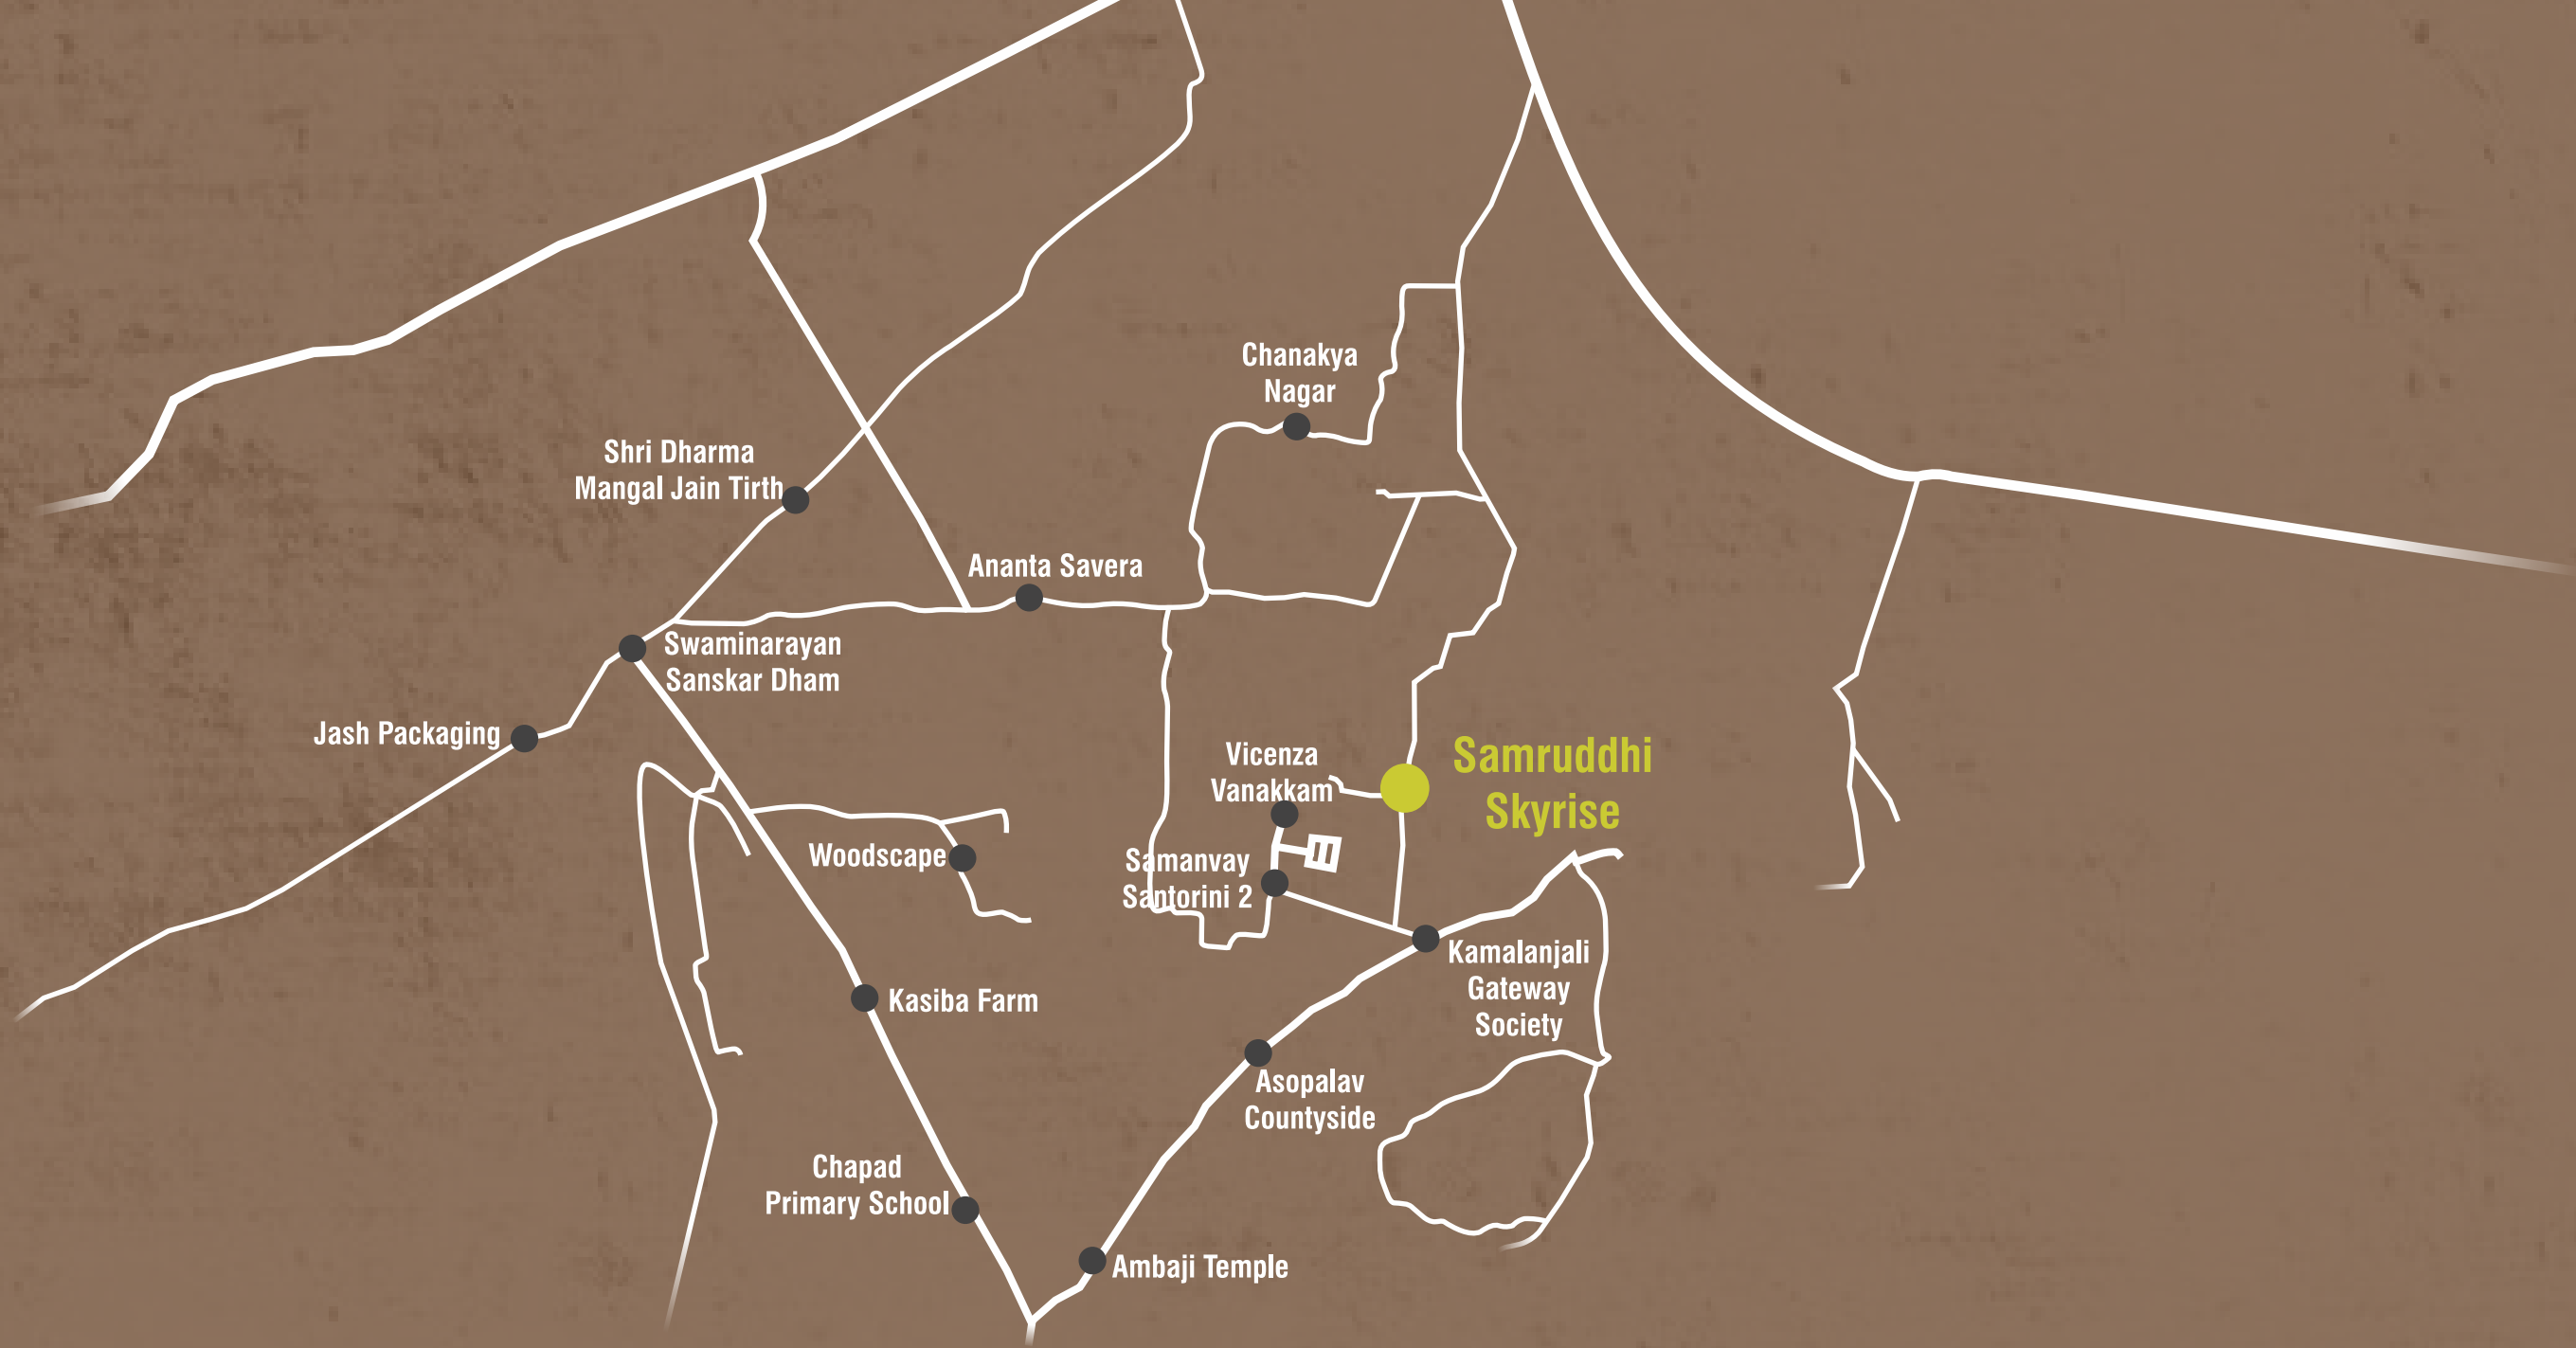 Chanakya
Nagar
Shri Dharma
Mangal Jain Tirth
Ananta Savera
Swaminarayan
Sanskar Dham
Jash Packaging
Vicenza
Vanakkam
Samruddhi
Skyrise
Woodscape
Samanvay
Santorini 2
Kamalanjali
Gateway
Society
Kasiba Farm
Asopalav
Countyside
Chapad
Primary School
Ambaji Temple